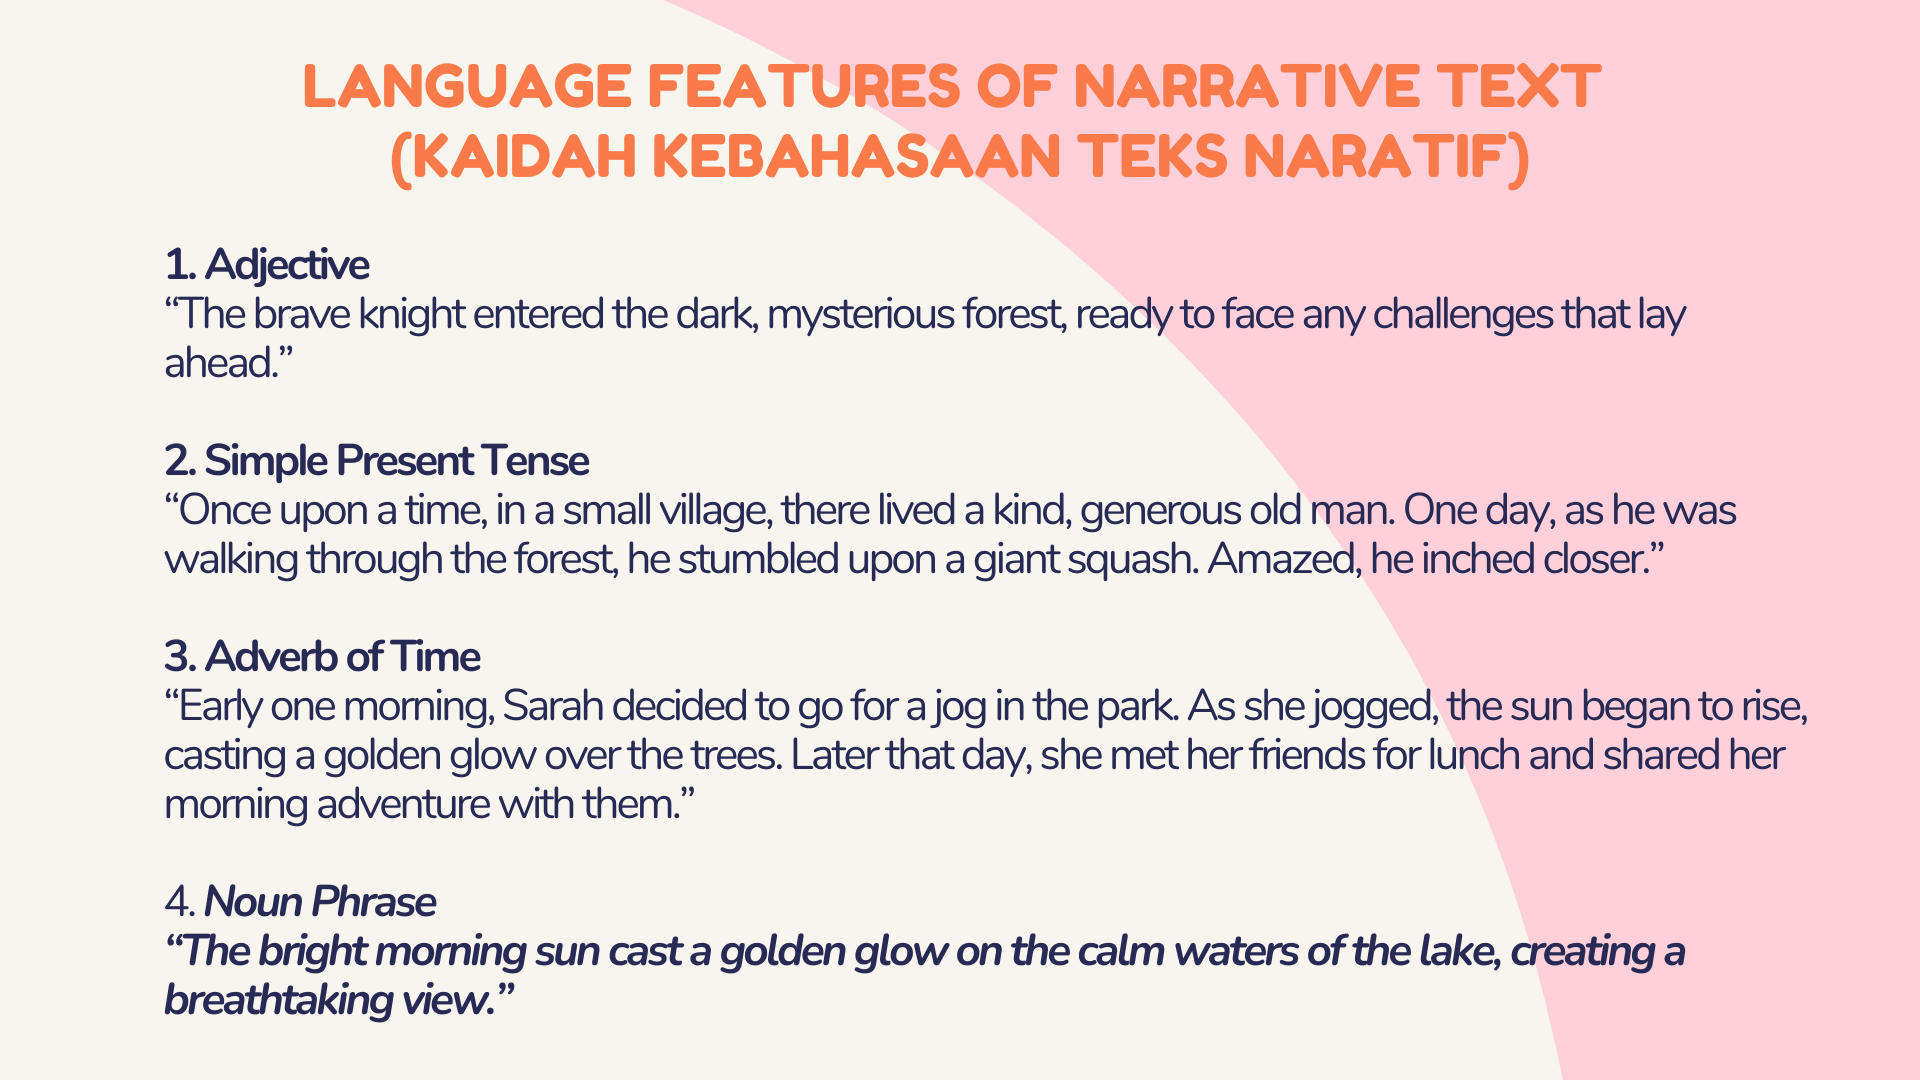 LANGUAGE FEATURES OF NARRATIVE TEXT
(KAIDAH KEBAHASAAN TEKS NARATIF)
1. Adjective
“The brave knight entered the dark, mysterious forest, ready to face any challenges that lay
ahead.”
2. Simple Present Tense
“Once upon a time, in a small village, there lived a kind, generous old man. One day, as he was
walking through the forest, he stumbled upon a giant squash. Amazed, he inched closer.”
3. Adverb of Time
“Early one morning, Sarah decided to go for a jog in the park. As she jogged, the sun began to rise,
casting a golden glow over the trees. Later that day, she met her friends for lunch and shared her
morning adventure with them.”
4. Noun Phrase
“The bright morning sun cast a golden glow on the calm waters of the lake, creating a
breathtaking view.”